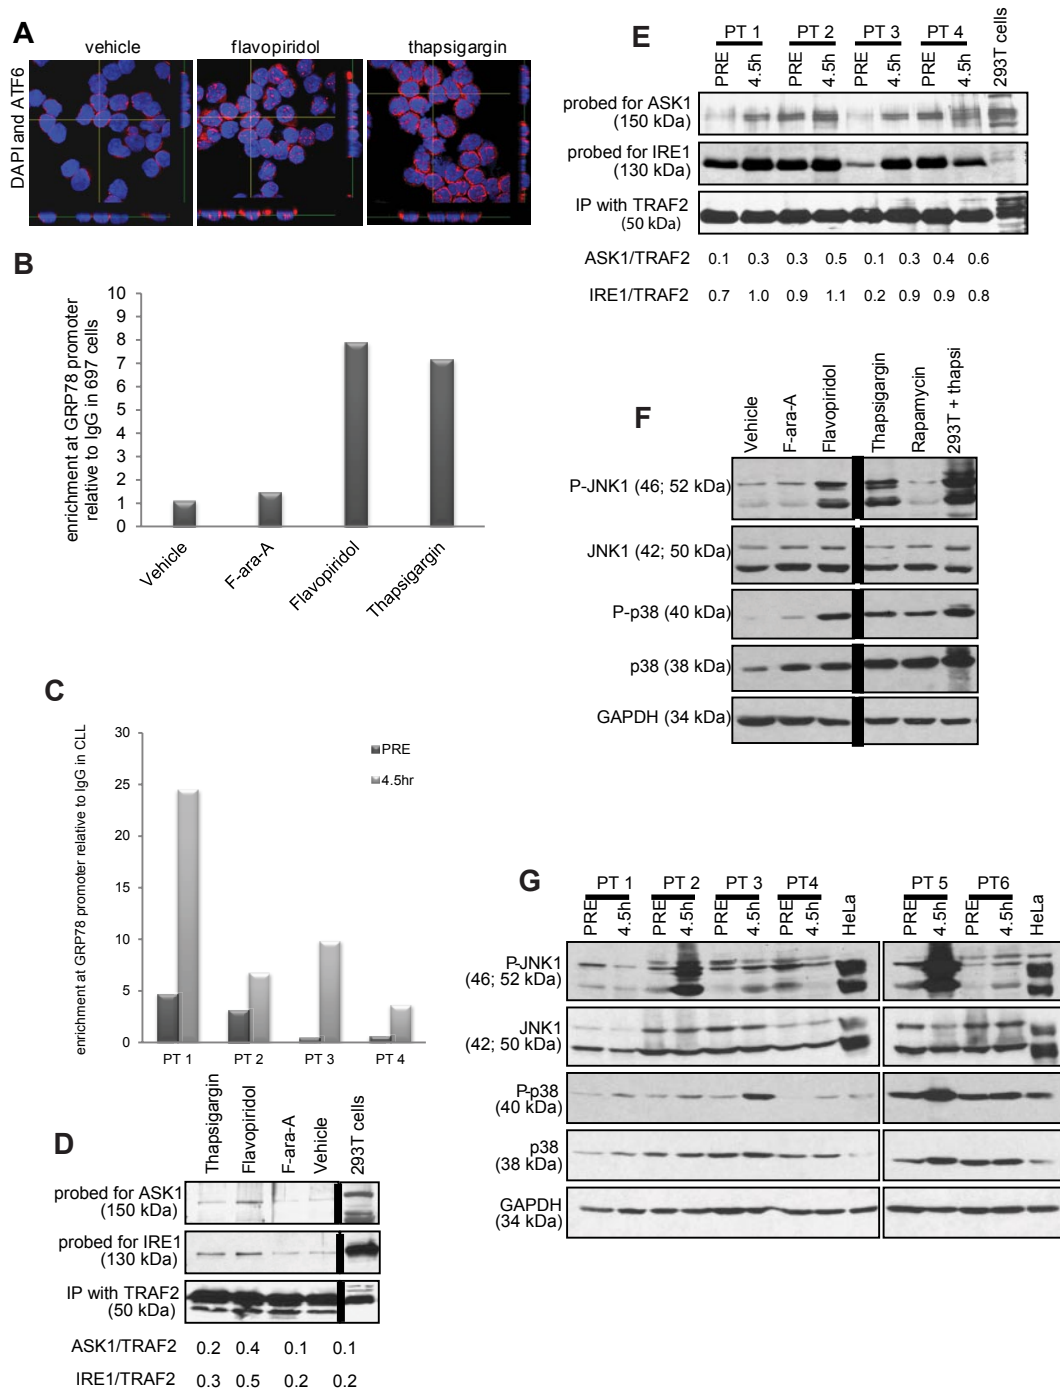 A
vehicle
flavopiridol
thapsigargin
DAPI and ATF6
B
enrichment at GRP78 promoter
relative to IgG in 697 cells
10
9
8
7
6
5
4
3
2
1
0
Vehicle
F-ara-A
Flavopiridol
Thapsigargin
C
enrichment at GRP78 promoter relative to IgG in CLL
30
25
20
15
10
5
0
PRE
4.5hr
PT 1
PT 2
PT 3
PT 4
D
Thapsigargin
Flavopiridol
F-ara-A
Vehicle
293T cells
probed for ASK1
(150 kDa)
probed for IRE1
(130 kDa)
IP with TRAF2
(50 kDa)
ASK1/TRAF2 0.2 0.4 0.1 0.1
IRE1/TRAF2 0.3 0.5 0.2 0.2
E
PT 1 PT 2 PT 3 PT 4
PRE 4.5h PRE 4.5h PRE 4.5h PRE 4.5h 293T cells
probed for ASK1
(150 kDa)
probed for IRE1
(130 kDa)
IP with TRAF2
(50 kDa)
ASK1/TRAF2 0.1 0.3 0.3 0.5 0.1 0.3 0.4 0.6
IRE1/TRAF2 0.7 1.0 0.9 1.1 0.2 0.9 0.9 0.8
F
Vehicle
F-ara-A
Flavopiridol
Thapsigargin
Rapamycin
293T + thapsi
P-JNK1 (46; 52 kDa)
JNK1 (42; 50 kDa)
P-p38 (40 kDa)
p38 (38 kDa)
GAPDH (34 kDa)
G
PT 1 PT 2 PT 3 PT4 PT 5 PT6
PRE 4.5h PRE 4.5h PRE 4.5h PRE 4.5h HeLa PRE 4.5h PRE 4.5h HeLa
P-JNK1
(46; 52 kDa)
JNK1
(42; 50 kDa)
P-p38
(40 kDa)
p38
(38 kDa)
GAPDH
(34 kDa)